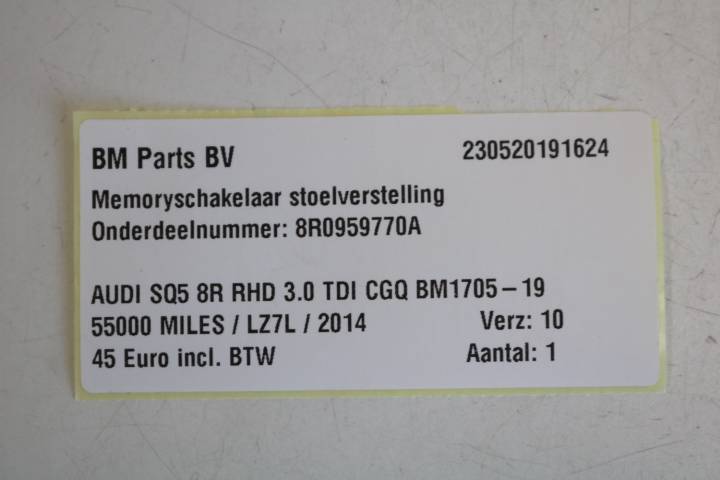 BM Parts BV 230520191624
Memoryschakelaar stoelverstelling
Onderdeelnummer: 8R0959770A
AUDI SQ5 8R RHD 3.0 TDI CGQ BM1705-19
55000 MILES / LZ7L / 2014 Verz: 10
45 Euro incl. BTW Aantal: 1